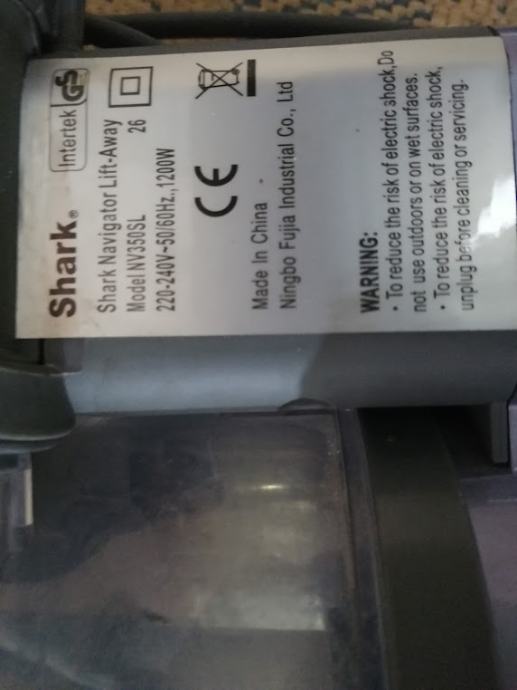 Shark®
Intertek GS
Shark Navigator Lift-Away
Model NV350SL 26
220-240V~50/60Hz.,1200W
CE
Made In China
Ningbo Fujia Industrial Co., Ltd
WARNING:
• To reduce the risk of electric shock,Do
not use outdoors or on wet surfaces.
• To reduce the risk of electric shock,
unplug before cleaning or servicing.